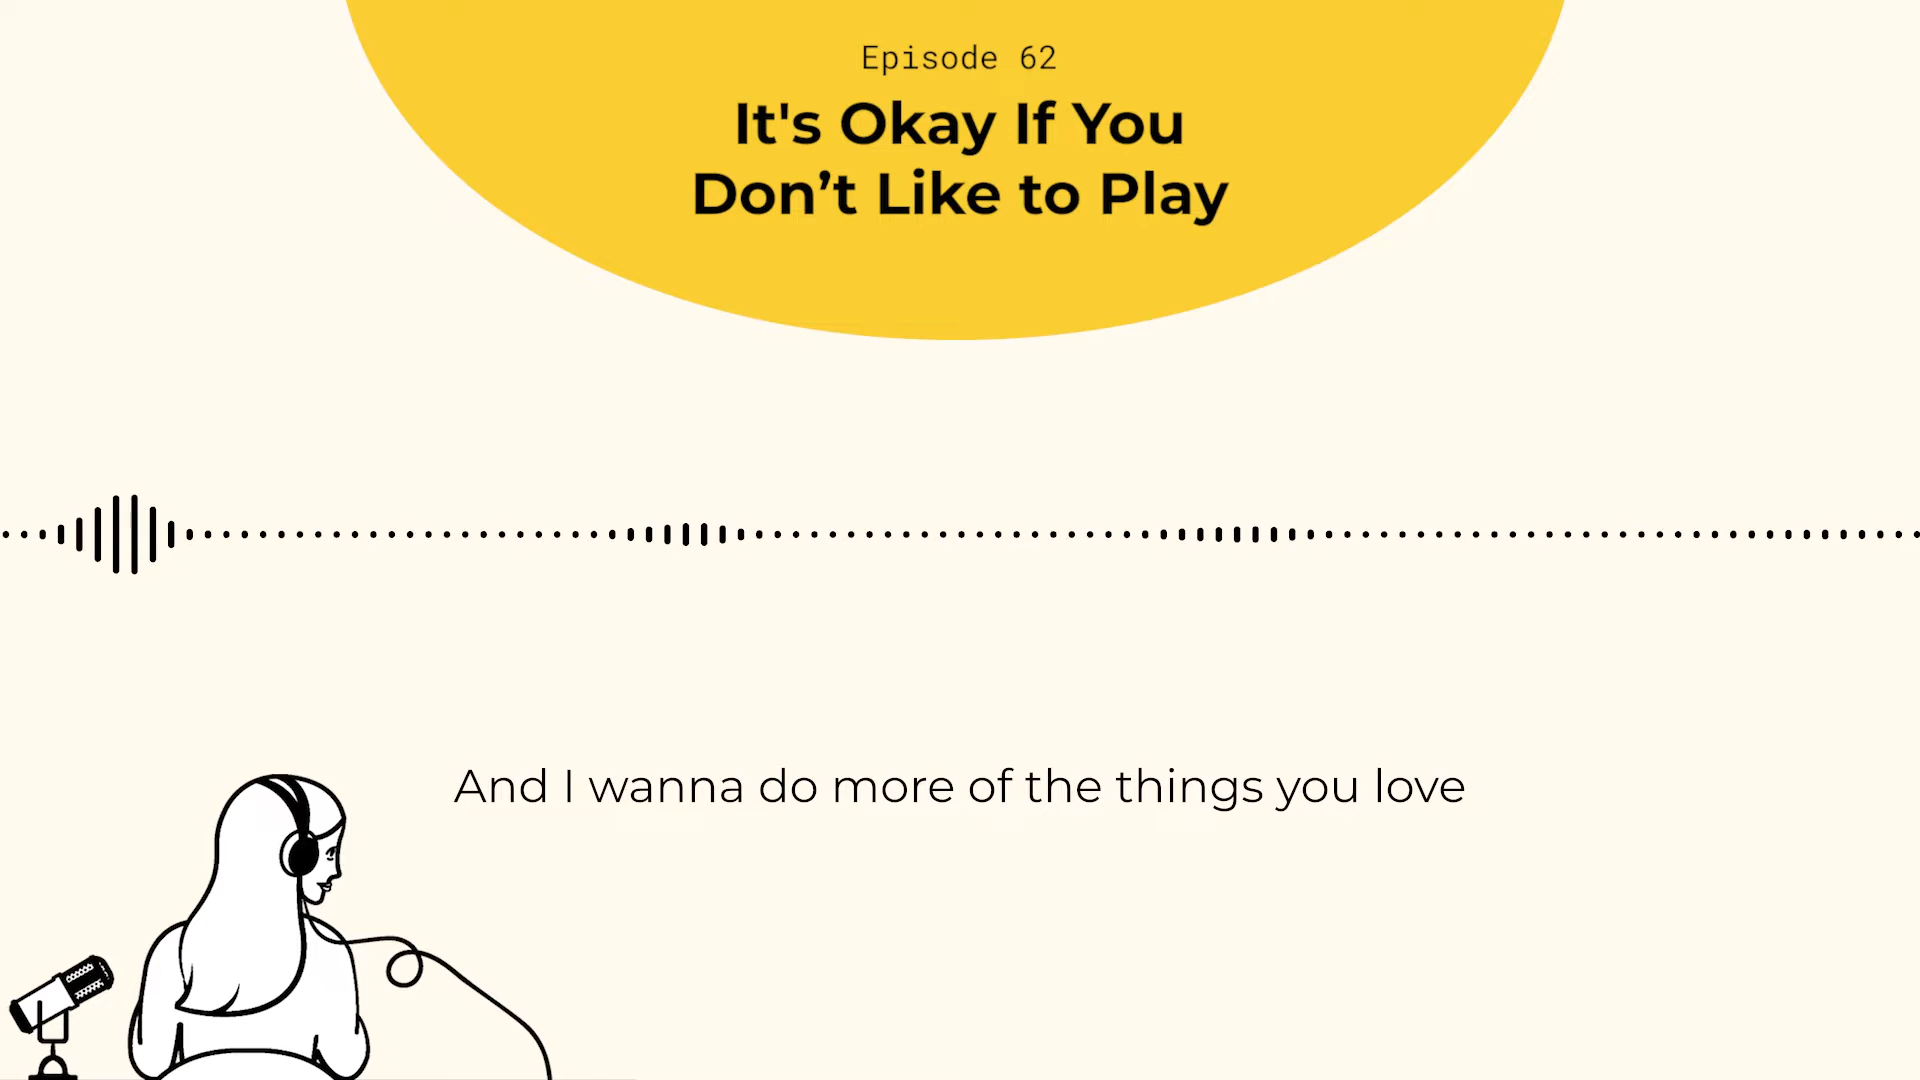 Episode 62
It's Okay If You
Don’t Like to Play
And I wanna do more of the things you love